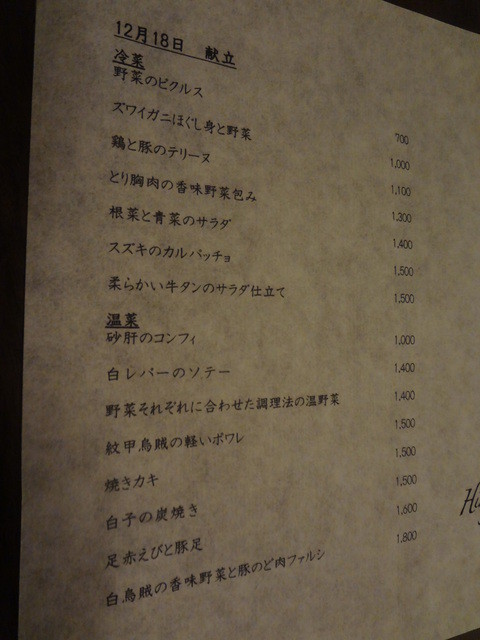 12月18日　献立
冷菜
野菜のピクルス 700
ズワイガニほぐし身と野菜 1,000
鶏と豚のテリーヌ 1,100
とり胸肉の香味野菜包み 1,300
根菜と青菜のサラダ 1,400
スズキのカルパッチョ 1,500
柔らかい牛タンのサラダ仕立て 1,500
温菜
砂肝のコンフィ 1,000
白レバーのソテー 1,400
野菜それぞれに合わせた調理法の温野菜 1,400
紋甲烏賊の軽いポワレ 1,500
焼きカキ 1,500
白子の炭焼き 1,500
足赤えびと豚足 1,600
白烏賊の香味野菜と豚のど肉ファルシ 1,800